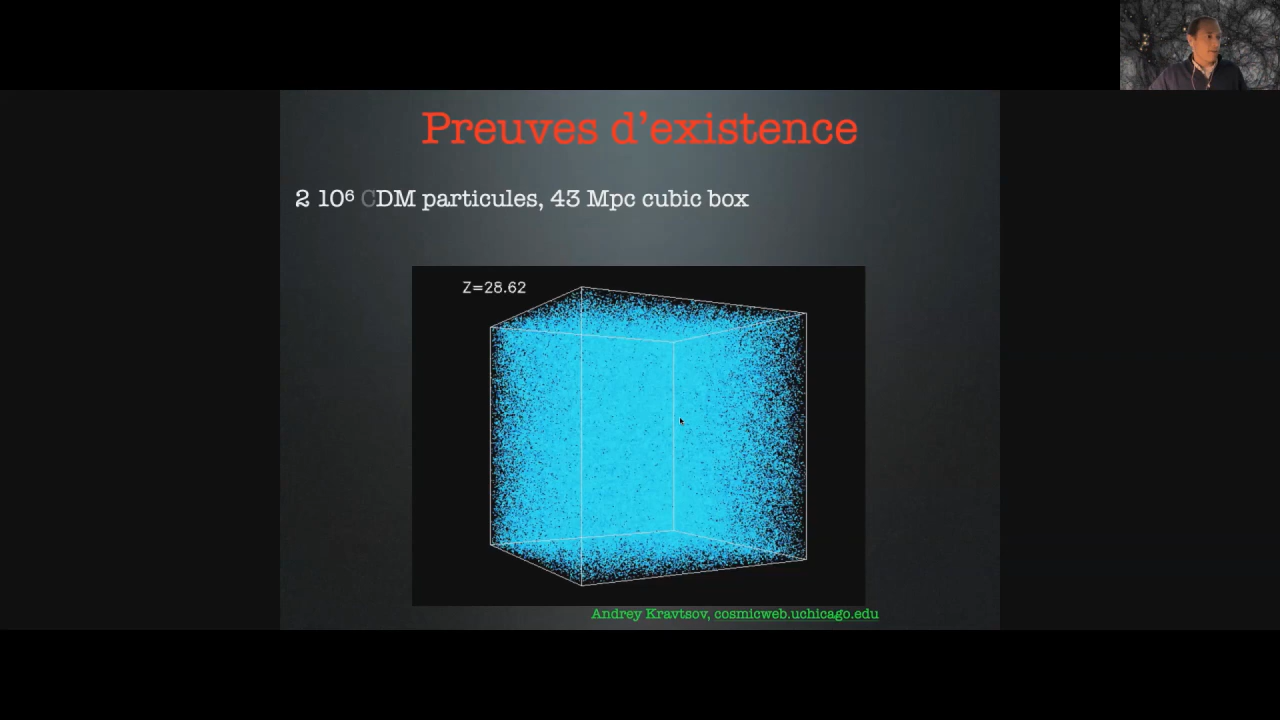 Preuves d'existence
2 10⁶ CDM particules, 43 Mpc cubic box
Z=28.62
Andrey Kravtsov, cosmicweb.uchicago.edu